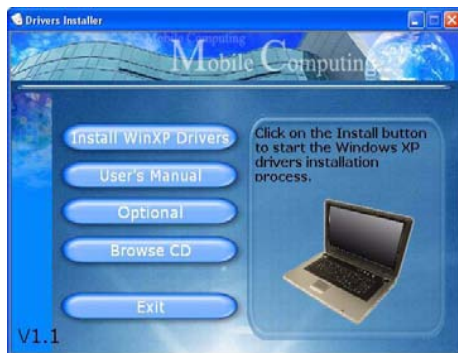 Drivers Installer
Mobile Computing
Mobile Computing
Install WinXP Drivers
Click on the Install button
to start the Windows XP
drivers installation
process.
User's Manual
Optional
Browse CD
Exit
V1.1